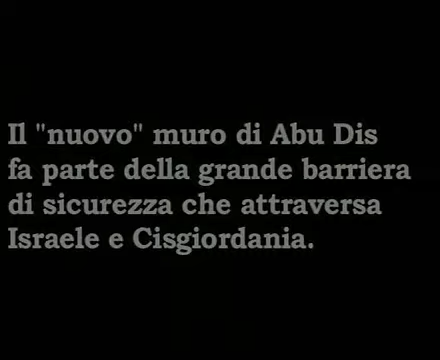 Il "nuovo" muro di Abu Dis
fa parte della grande barriera
di sicurezza che attraversa
Israele e Cisgiordania.